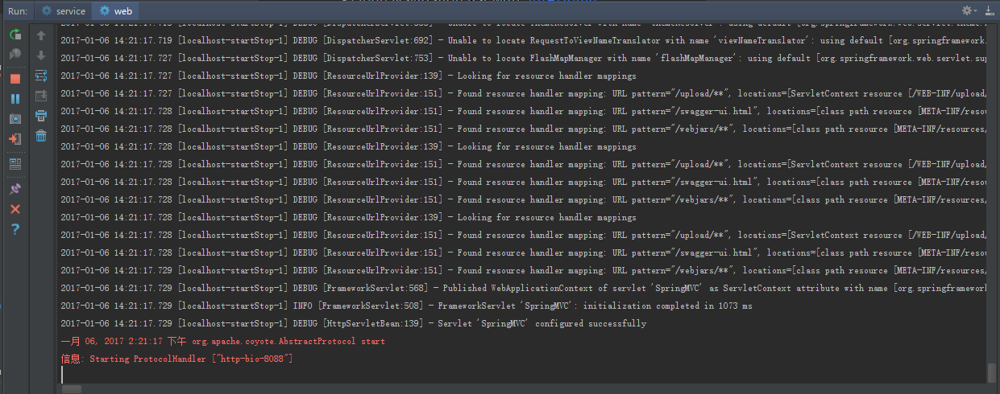 Run: service web
2017-01-06 14:21:17.719 [localhost-startStop-1] DEBUG [DispatcherServlet:692] - Unable to locate RequestToViewNameTranslator with name 'viewNameTranslator': using default [org.springframework.
2017-01-06 14:21:17.727 [localhost-startStop-1] DEBUG [DispatcherServlet:753] - Unable to locate FlashMapManager with name 'flashMapManager': using default [org.springframework.web.servlet.sup
2017-01-06 14:21:17.727 [localhost-startStop-1] DEBUG [ResourceUrlProvider:139] - Looking for resource handler mappings
2017-01-06 14:21:17.727 [localhost-startStop-1] DEBUG [ResourceUrlProvider:151] - Found resource handler mapping: URL pattern="/upload/**", locations=[ServletContext resource [/WEB-INF/upload/
2017-01-06 14:21:17.728 [localhost-startStop-1] DEBUG [ResourceUrlProvider:151] - Found resource handler mapping: URL pattern="/swagger-ui.html", locations=[class path resource [META-INF/resou
2017-01-06 14:21:17.728 [localhost-startStop-1] DEBUG [ResourceUrlProvider:151] - Found resource handler mapping: URL pattern="/webjars/**", locations=[class path resource [META-INF/resources/
2017-01-06 14:21:17.728 [localhost-startStop-1] DEBUG [ResourceUrlProvider:139] - Looking for resource handler mappings
2017-01-06 14:21:17.728 [localhost-startStop-1] DEBUG [ResourceUrlProvider:151] - Found resource handler mapping: URL pattern="/upload/**", locations=[ServletContext resource [/WEB-INF/upload/
2017-01-06 14:21:17.728 [localhost-startStop-1] DEBUG [ResourceUrlProvider:151] - Found resource handler mapping: URL pattern="/swagger-ui.html", locations=[class path resource [META-INF/resou
2017-01-06 14:21:17.728 [localhost-startStop-1] DEBUG [ResourceUrlProvider:151] - Found resource handler mapping: URL pattern="/webjars/**", locations=[class path resource [META-INF/resources/
2017-01-06 14:21:17.728 [localhost-startStop-1] DEBUG [ResourceUrlProvider:139] - Looking for resource handler mappings
2017-01-06 14:21:17.728 [localhost-startStop-1] DEBUG [ResourceUrlProvider:151] - Found resource handler mapping: URL pattern="/upload/**", locations=[ServletContext resource [/WEB-INF/upload/
2017-01-06 14:21:17.728 [localhost-startStop-1] DEBUG [ResourceUrlProvider:151] - Found resource handler mapping: URL pattern="/swagger-ui.html", locations=[class path resource [META-INF/resou
2017-01-06 14:21:17.729 [localhost-startStop-1] DEBUG [ResourceUrlProvider:151] - Found resource handler mapping: URL pattern="/webjars/**", locations=[class path resource [META-INF/resources/
2017-01-06 14:21:17.729 [localhost-startStop-1] DEBUG [FrameworkServlet:568] - Published WebApplicationContext of servlet 'SpringMVC' as ServletContext attribute with name [org.springframework
2017-01-06 14:21:17.729 [localhost-startStop-1] INFO [FrameworkServlet:508] - FrameworkServlet 'SpringMVC': initialization completed in 1073 ms
2017-01-06 14:21:17.729 [localhost-startStop-1] DEBUG [HttpServletBean:139] - Servlet 'SpringMVC' configured successfully
一月 06, 2017 2:21:17 下午 org.apache.coyote.AbstractProtocol start
信息: Starting ProtocolHandler ["http-bio-8088"]